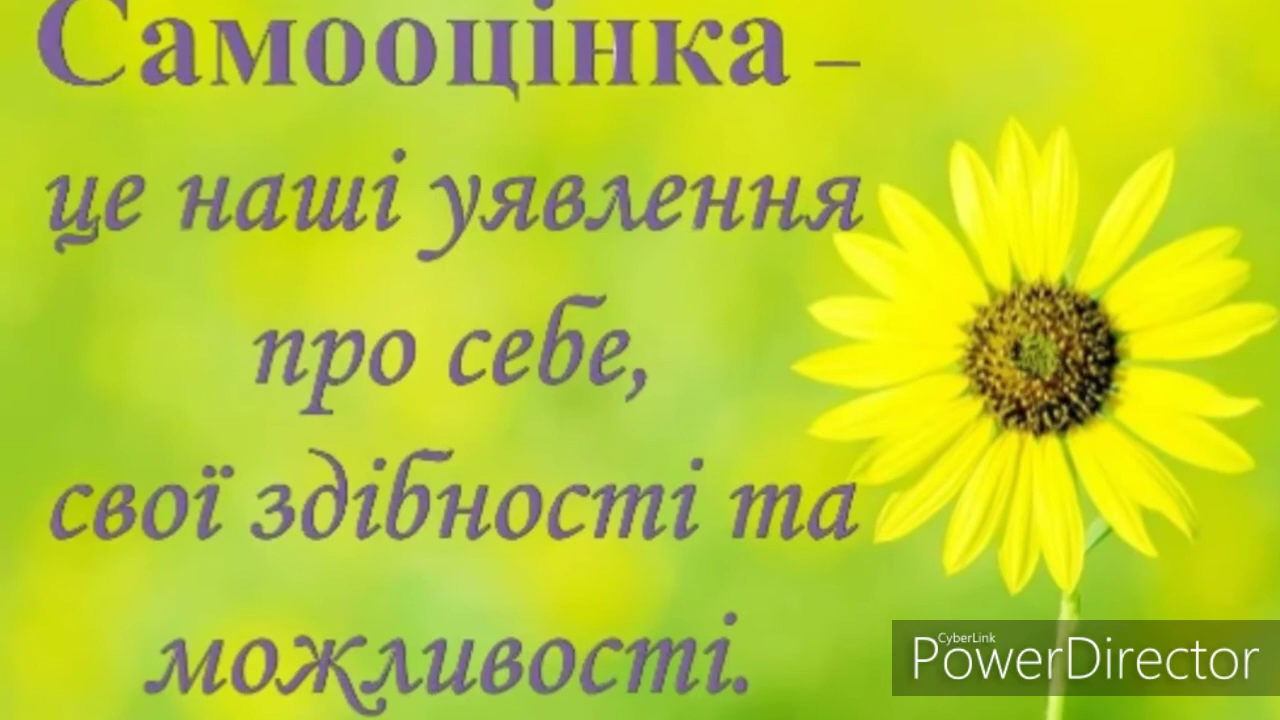 Самооцінка –
це наші уявлення
про себе,
свої здібності та
можливості.
CyberLink
PowerDirector